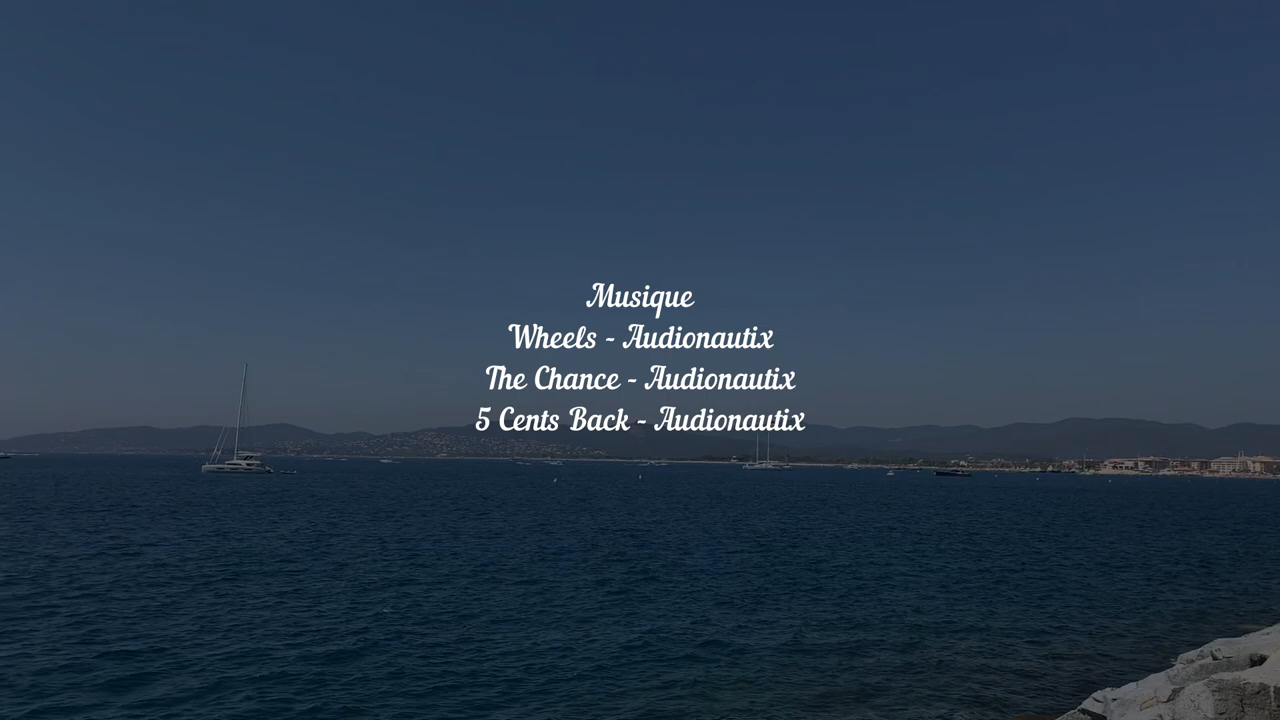 Musique
Wheels - Audionautix
The Chance - Audionautix
5 Cents Back - Audionautix